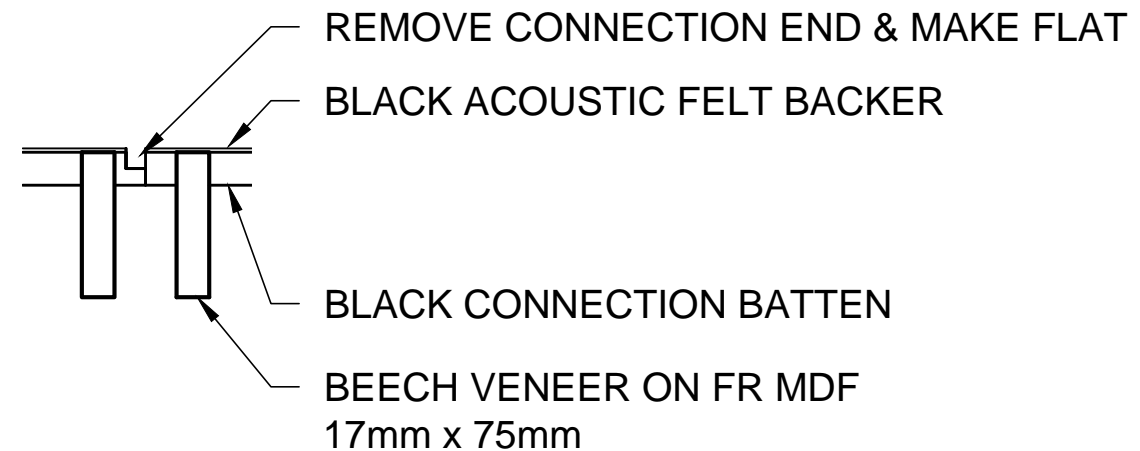 REMOVE CONNECTION END & MAKE FLAT
BLACK ACOUSTIC FELT BACKER
BLACK CONNECTION BATTEN
BEECH VENEER ON FR MDF
17mm x 75mm